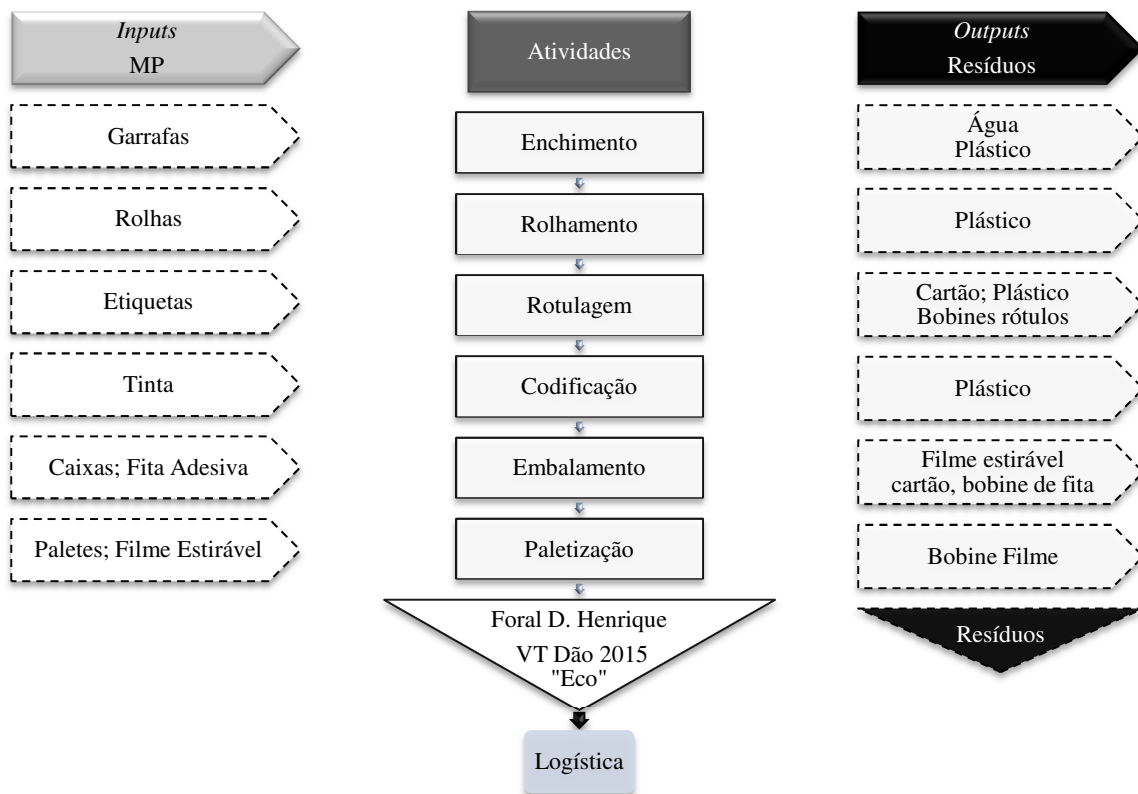 Inputs
MP
Atividades
Outputs
Resíduos
Garrafas
Enchimento
Água
Plástico
Rolhas
Rolhamento
Plástico
Etiquetas
Rotulagem
Cartão; Plástico
Bobines rótulos
Tinta
Codificação
Plástico
Caixas; Fita Adesiva
Embalamento
Filme estirável
cartão, bobine de fita
Paletes; Filme Estirável
Paletização
Bobine Filme
Foral D. Henrique
VT Dão 2015
"Eco"
Resíduos
Logística